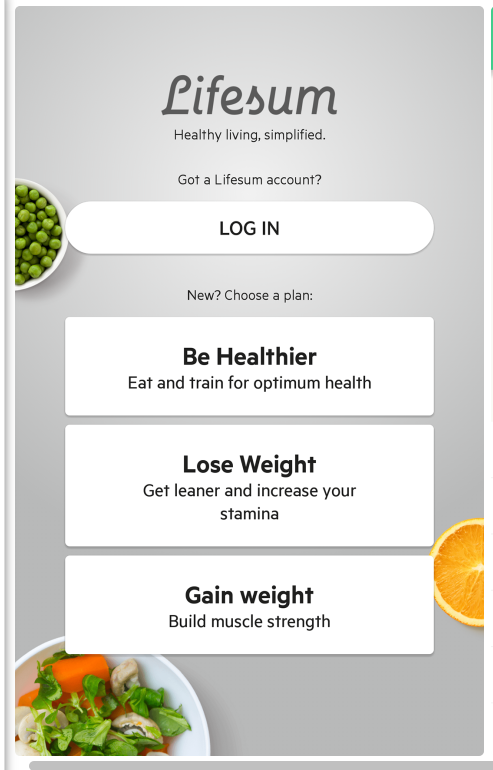 Lifesum
Healthy living, simplified.
Got a Lifesum account?
LOG IN
New? Choose a plan:
Be Healthier
Eat and train for optimum health
Lose Weight
Get leaner and increase your
stamina
Gain weight
Build muscle strength